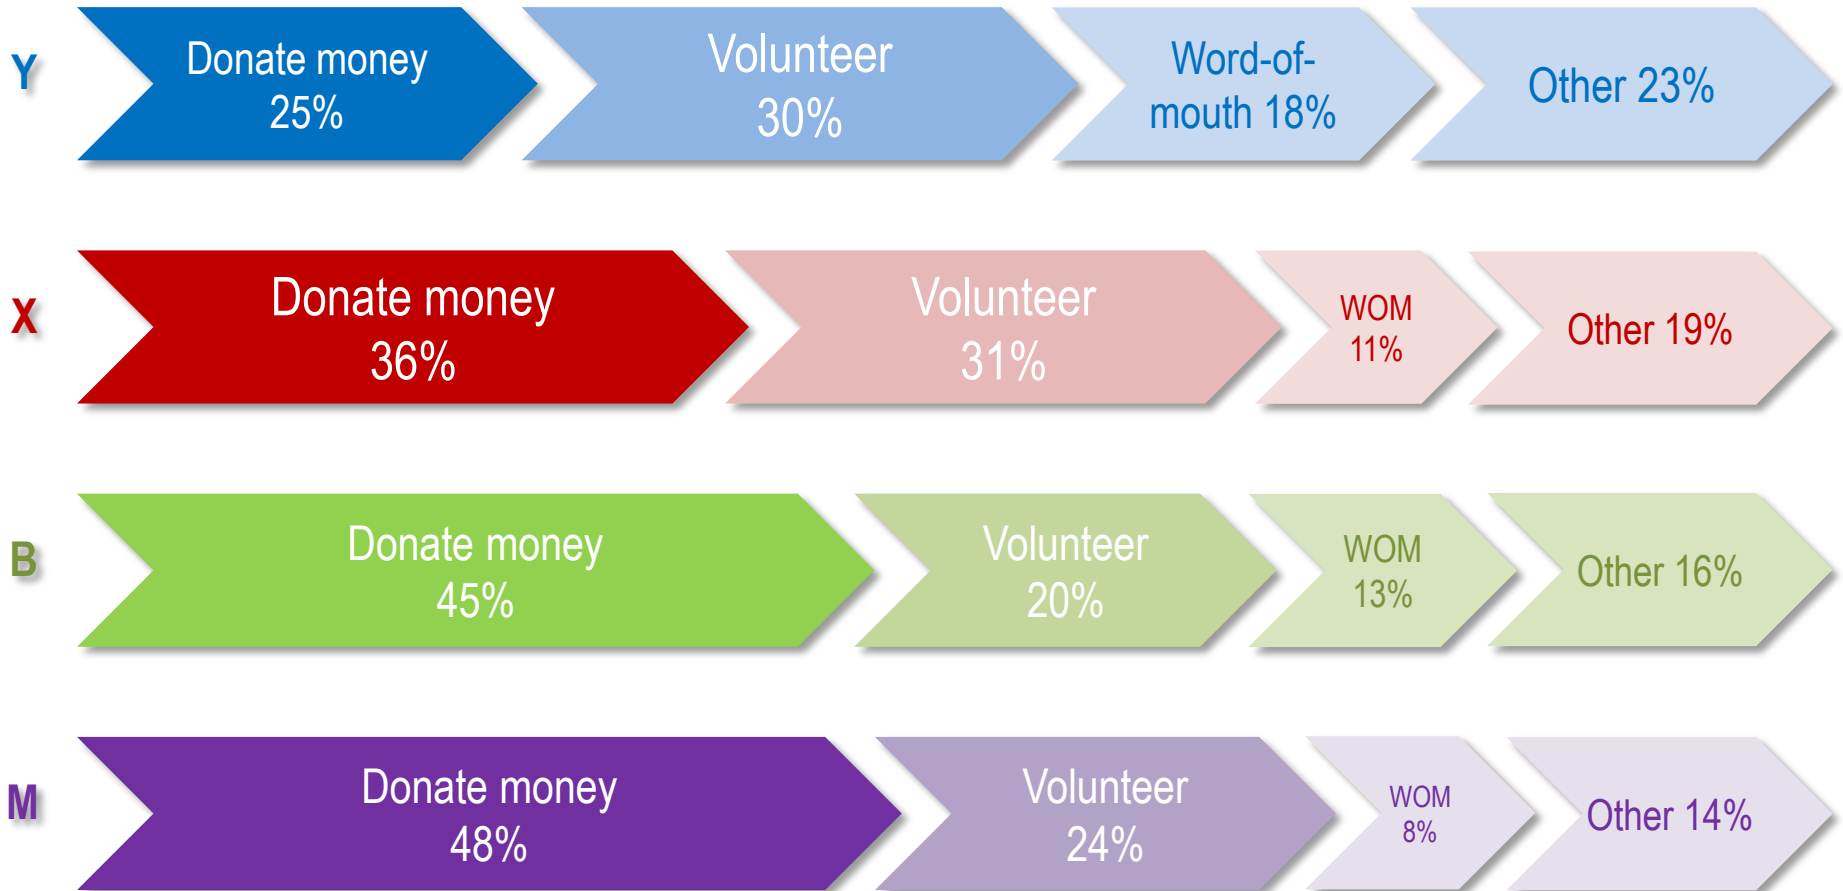 Y
Donate money
25%
Volunteer
30%
Word-of-
mouth 18%
Other 23%
X
Donate money
36%
Volunteer
31%
WOM
11%
Other 19%
B
Donate money
45%
Volunteer
20%
WOM
13%
Other 16%
M
Donate money
48%
Volunteer
24%
WOM
8%
Other 14%